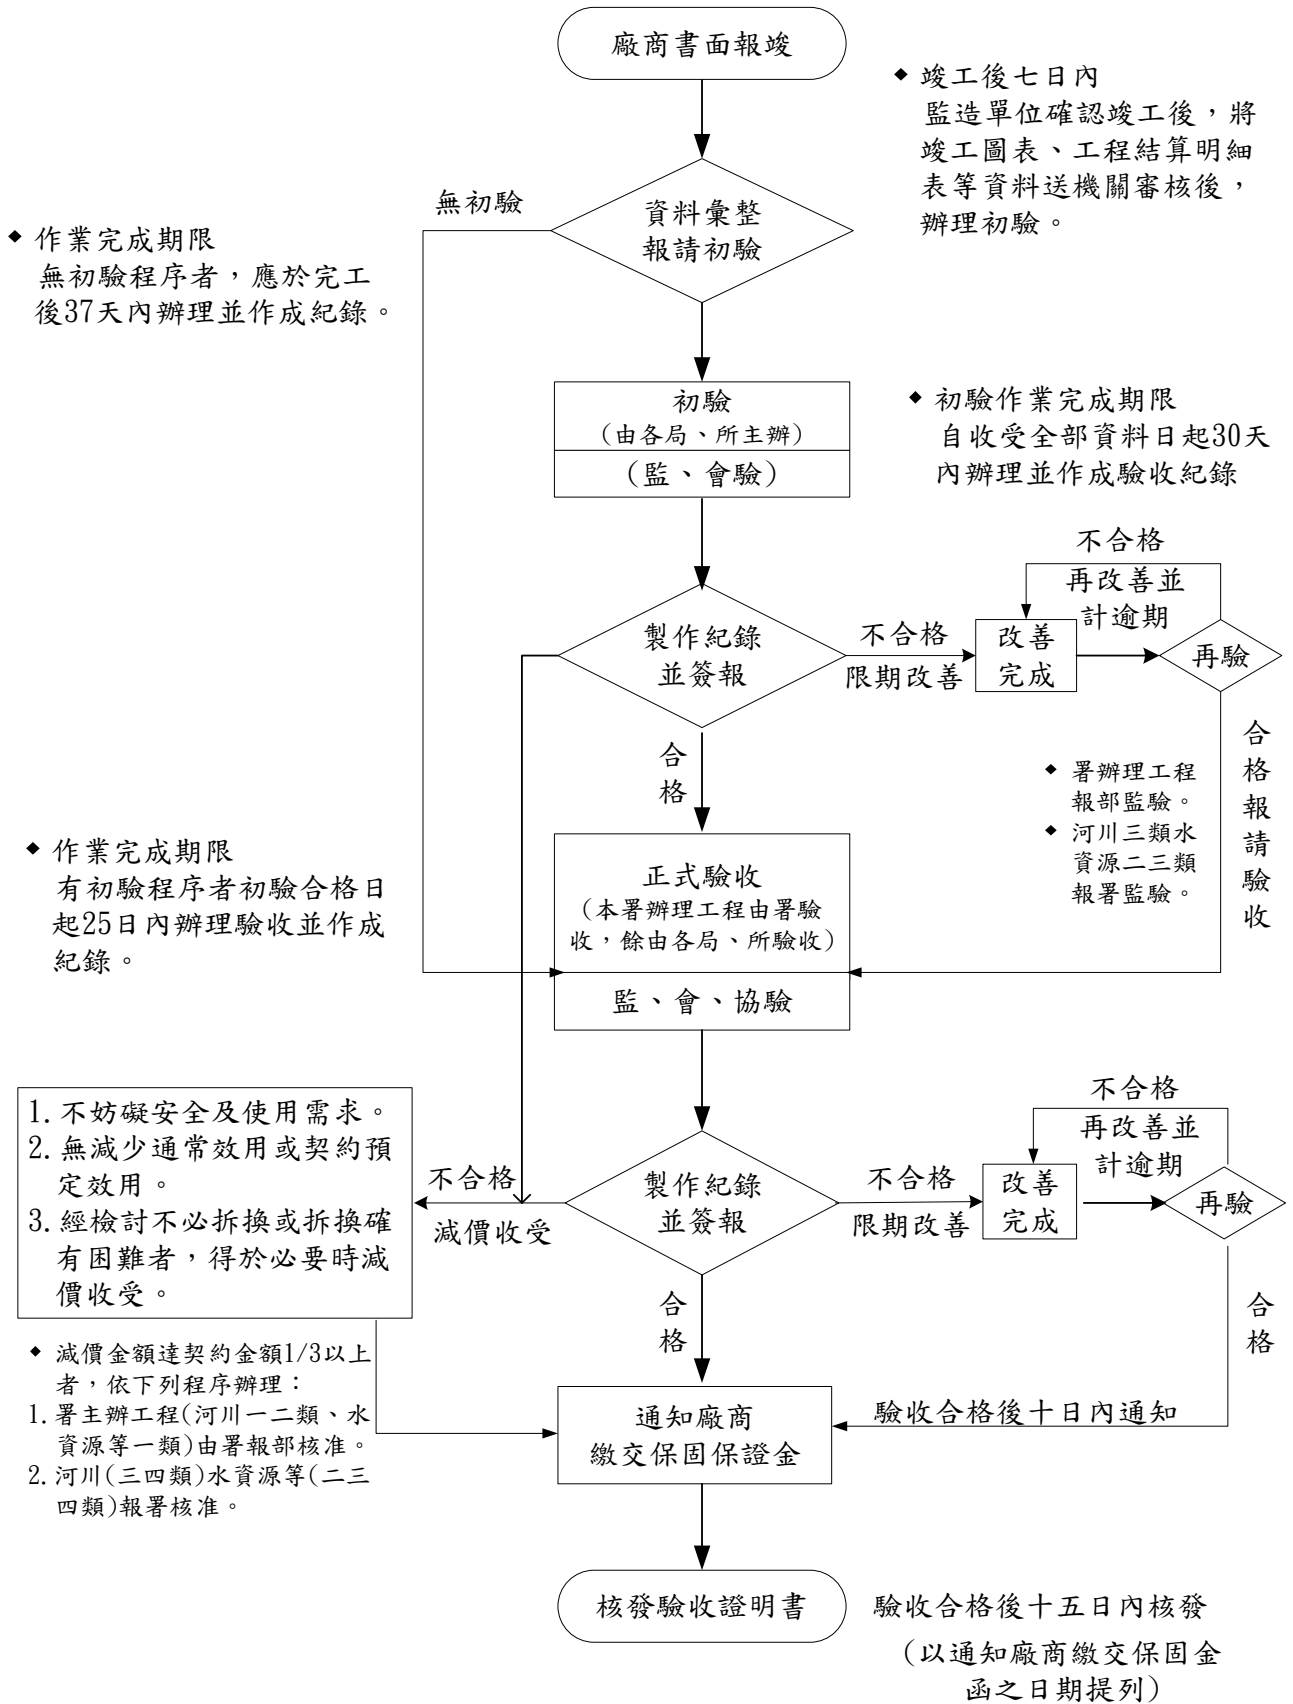 廠商書面報竣
◆ 竣工後七日內
監造單位確認竣工後，將
竣工圖表、工程結算明細
表等資料送機關審核後，
辦理初驗。
無初驗
資料彙整
報請初驗
◆ 作業完成期限
無初驗程序者，應於完工
後37天內辦理並作成紀錄。
初驗
（由各局、所主辦）
（監、會驗）
◆ 初驗作業完成期限
自收受全部資料日起30天
內辦理並作成驗收紀錄
不合格
再改善並
計逾期
製作紀錄
並簽報
不合格
限期改善
改善
完成
再驗
合格
合格報請驗收
◆ 署辦理工程
報部監驗。
◆ 河川三類水
資源二三類
報署監驗。
◆ 作業完成期限
有初驗程序者初驗合格日
起25日內辦理驗收並作成
紀錄。
正式驗收
（本署辦理工程由署驗
收，餘由各局、所驗收）
監、會、協驗
1. 不妨礙安全及使用需求。
2. 無減少通常效用或契約預
定效用。
3. 經檢討不必拆換或拆換確
有困難者，得於必要時減
價收受。
不合格
減價收受
製作紀錄
並簽報
不合格
限期改善
不合格
再改善並
計逾期
改善
完成
再驗
合格
合格
◆ 減價金額達契約金額1/3以上
者，依下列程序辦理：
1. 署主辦工程(河川一二類、水
資源等一類)由署報部核准。
2. 河川(三四類)水資源等(二三
四類)報署核准。
通知廠商
繳交保固保證金
驗收合格後十日內通知
核發驗收證明書
驗收合格後十五日內核發
（以通知廠商繳交保固金
函之日期提列）